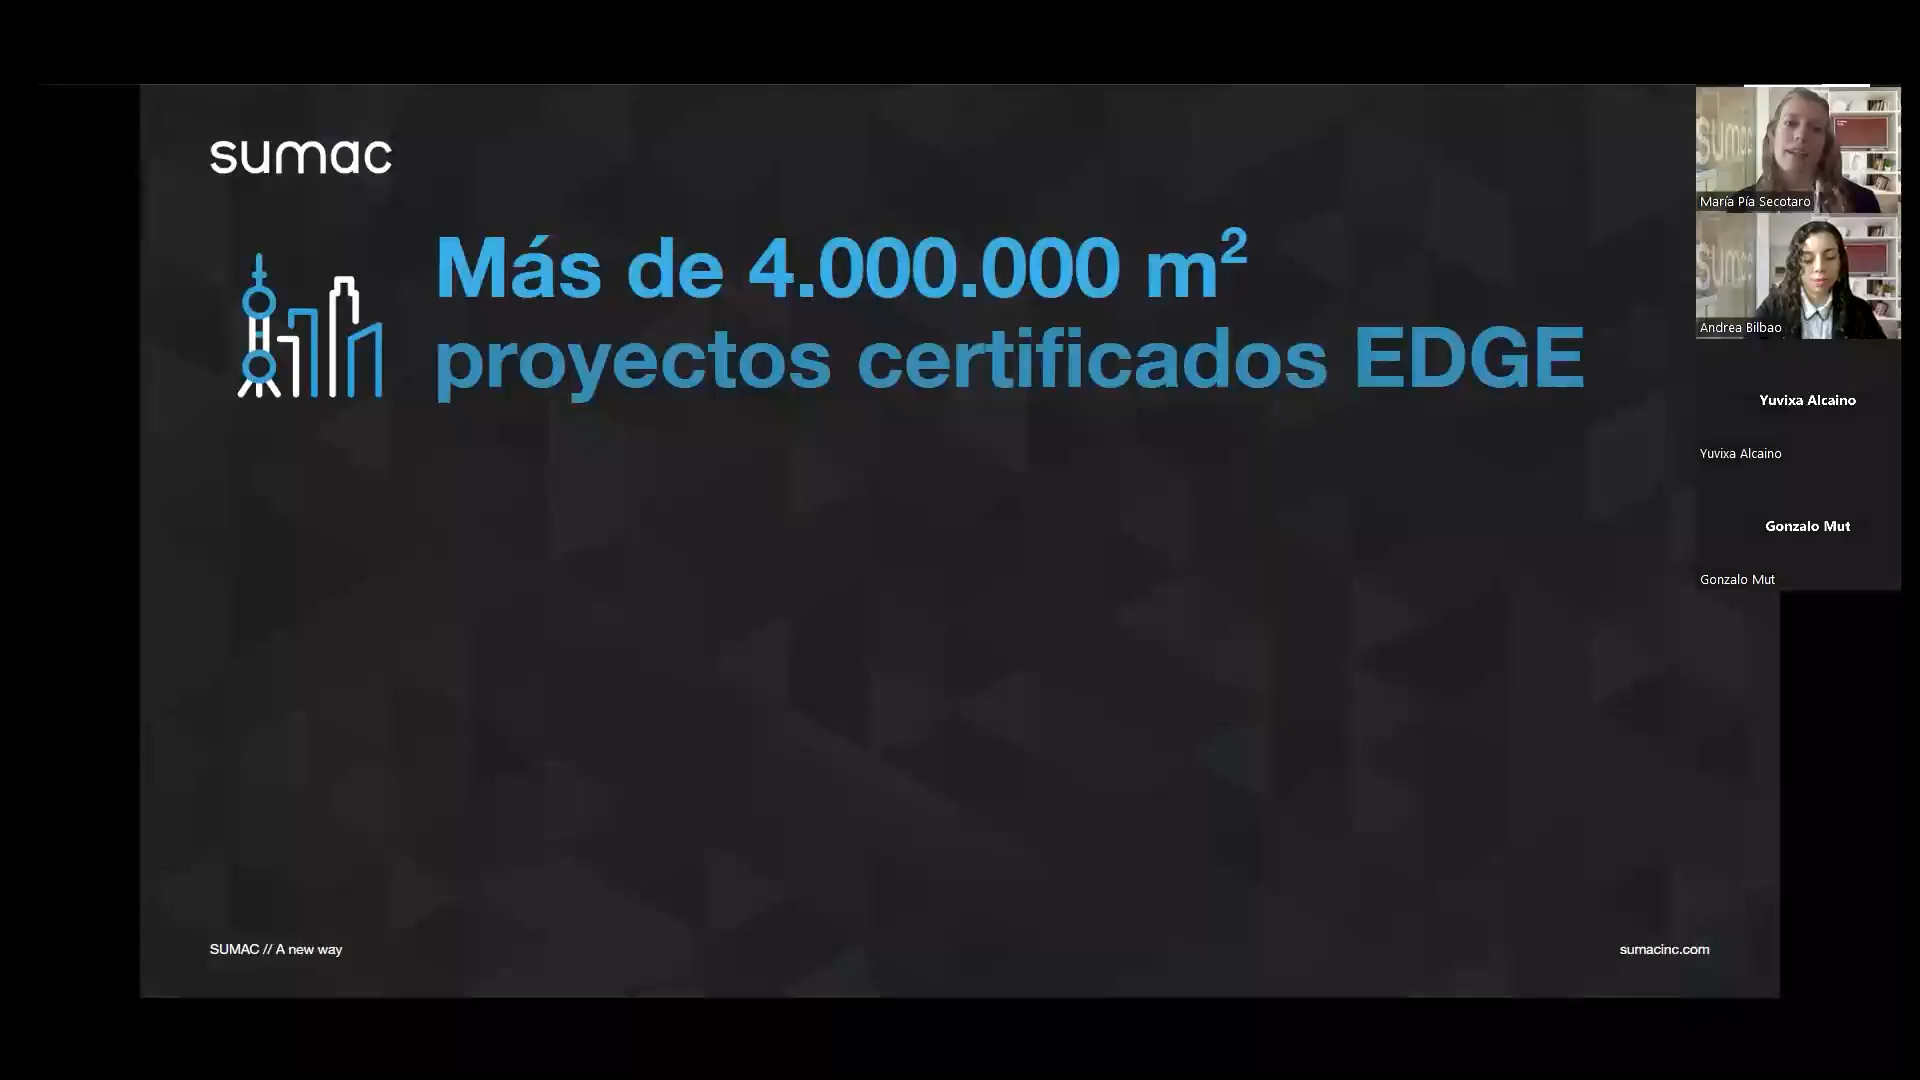 sumac
Más de 4.000.000 m²
proyectos certificados EDGE
SUMAC // A new way
sumacinc.com
María Pía Secotaro
Andrea Bilbao
Yuvixa Alcaino
Yuvixa Alcaino
Gonzalo Mut
Gonzalo Mut